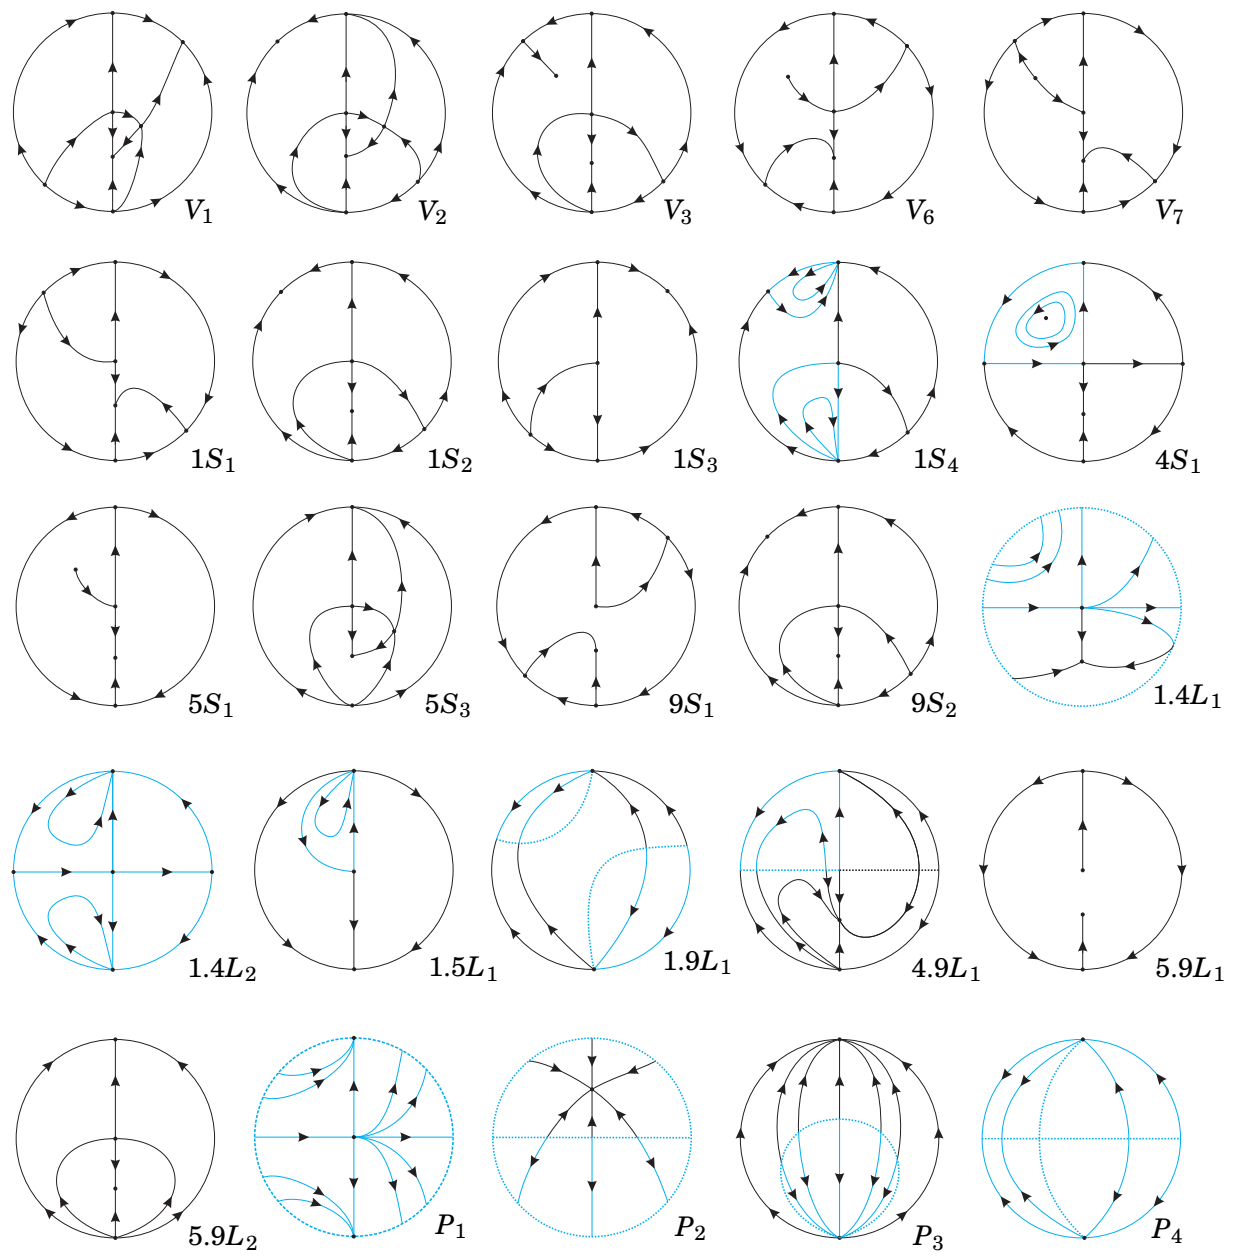 V₁ V₂ V₃ V₆ V₇
1S₁ 1S₂ 1S₃ 1S₄ 4S₁
5S₁ 5S₃ 9S₁ 9S₂ 1.4L₁
1.4L₂ 1.5L₁ 1.9L₁ 4.9L₁ 5.9L₁
5.9L₂ P₁ P₂ P₃ P₄